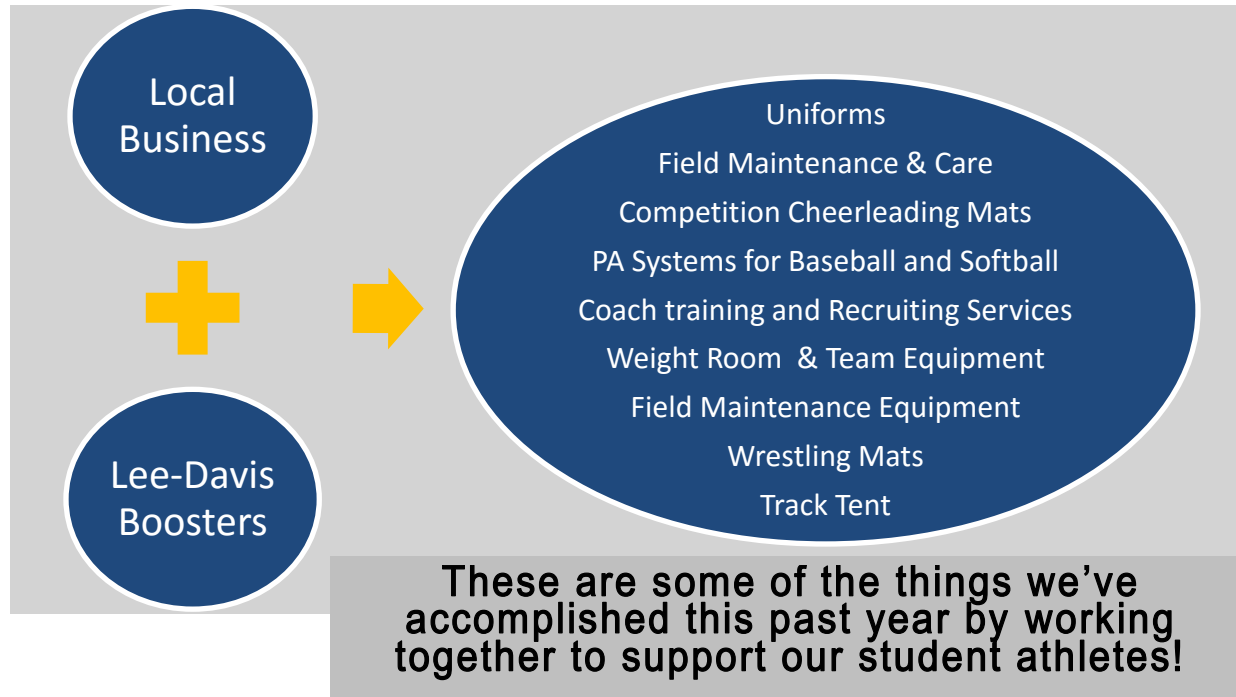 Local
Business
Lee-Davis
Boosters
Uniforms
Field Maintenance & Care
Competition Cheerleading Mats
PA Systems for Baseball and Softball
Coach training and Recruiting Services
Weight Room  & Team Equipment
Field Maintenance Equipment
Wrestling Mats
Track Tent
These are some of the things we’ve
accomplished this past year by working
together to support our student athletes!